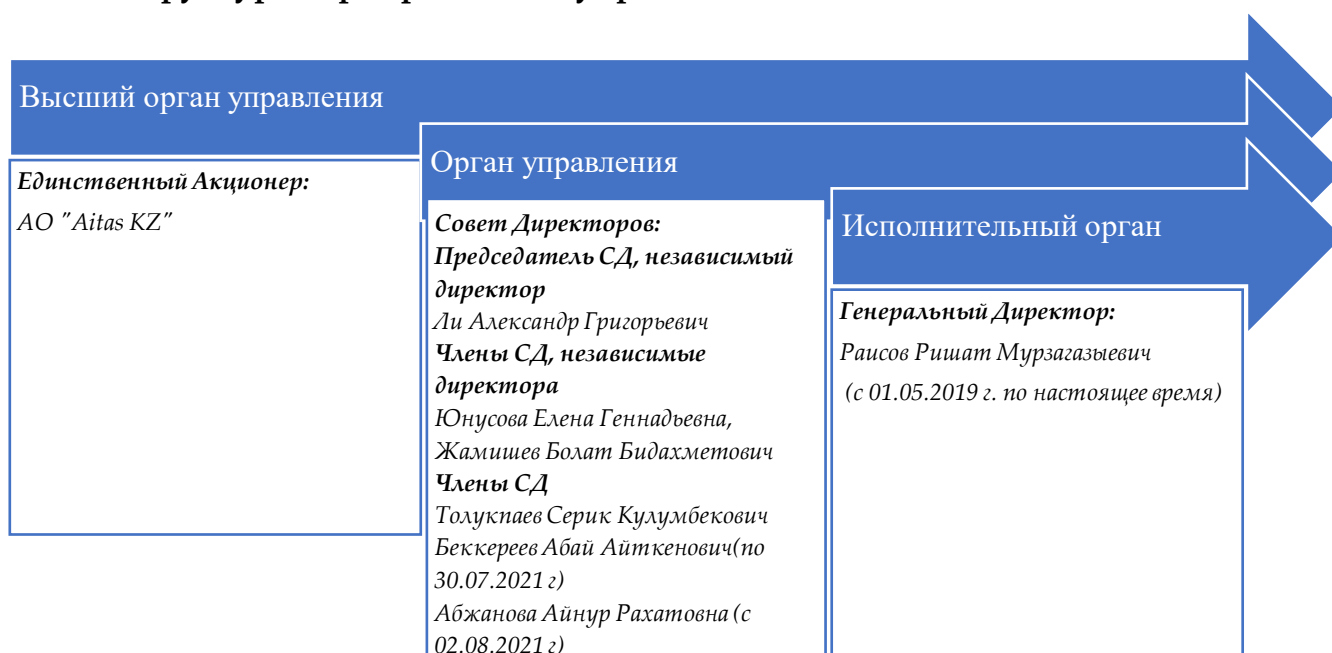 Высший орган управления
Единственный Акционер:
АО "Aitas KZ"
Орган управления
Совет Директоров:
Председатель СД, независимый
директор
Ли Александр Григорьевич
Члены СД, независимые
директора
Юнусова Елена Геннадьевна,
Жамишев Болат Бидахметович
Члены СД
Толукпаев Серик Кулумбекович
Беккереев Абай Айткенович(по
30.07.2021 г)
Абжанова Айнур Рахатовна (с
02.08.2021 г)
Исполнительный орган
Генеральный Директор:
Раисов Ришат Мурзагазыевич
(с 01.05.2019 г. по настоящее время)